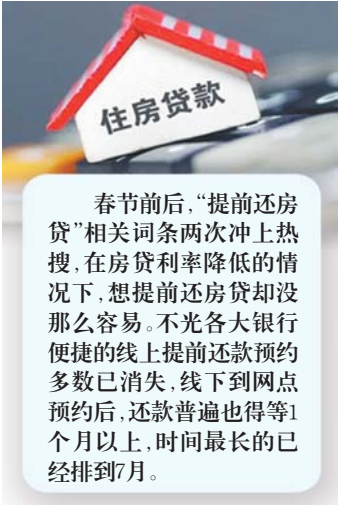 住房贷款
春节前后，“提前还房
贷”相关词条两次冲上热
搜，在房贷利率降低的情
况下，想提前还房贷却没
那么容易。不光各大银行
便捷的线上提前还款预约
多数已消失，线下到网点
预约后，还款普遍也得等1
个月以上，时间最长的已
经排到7月。